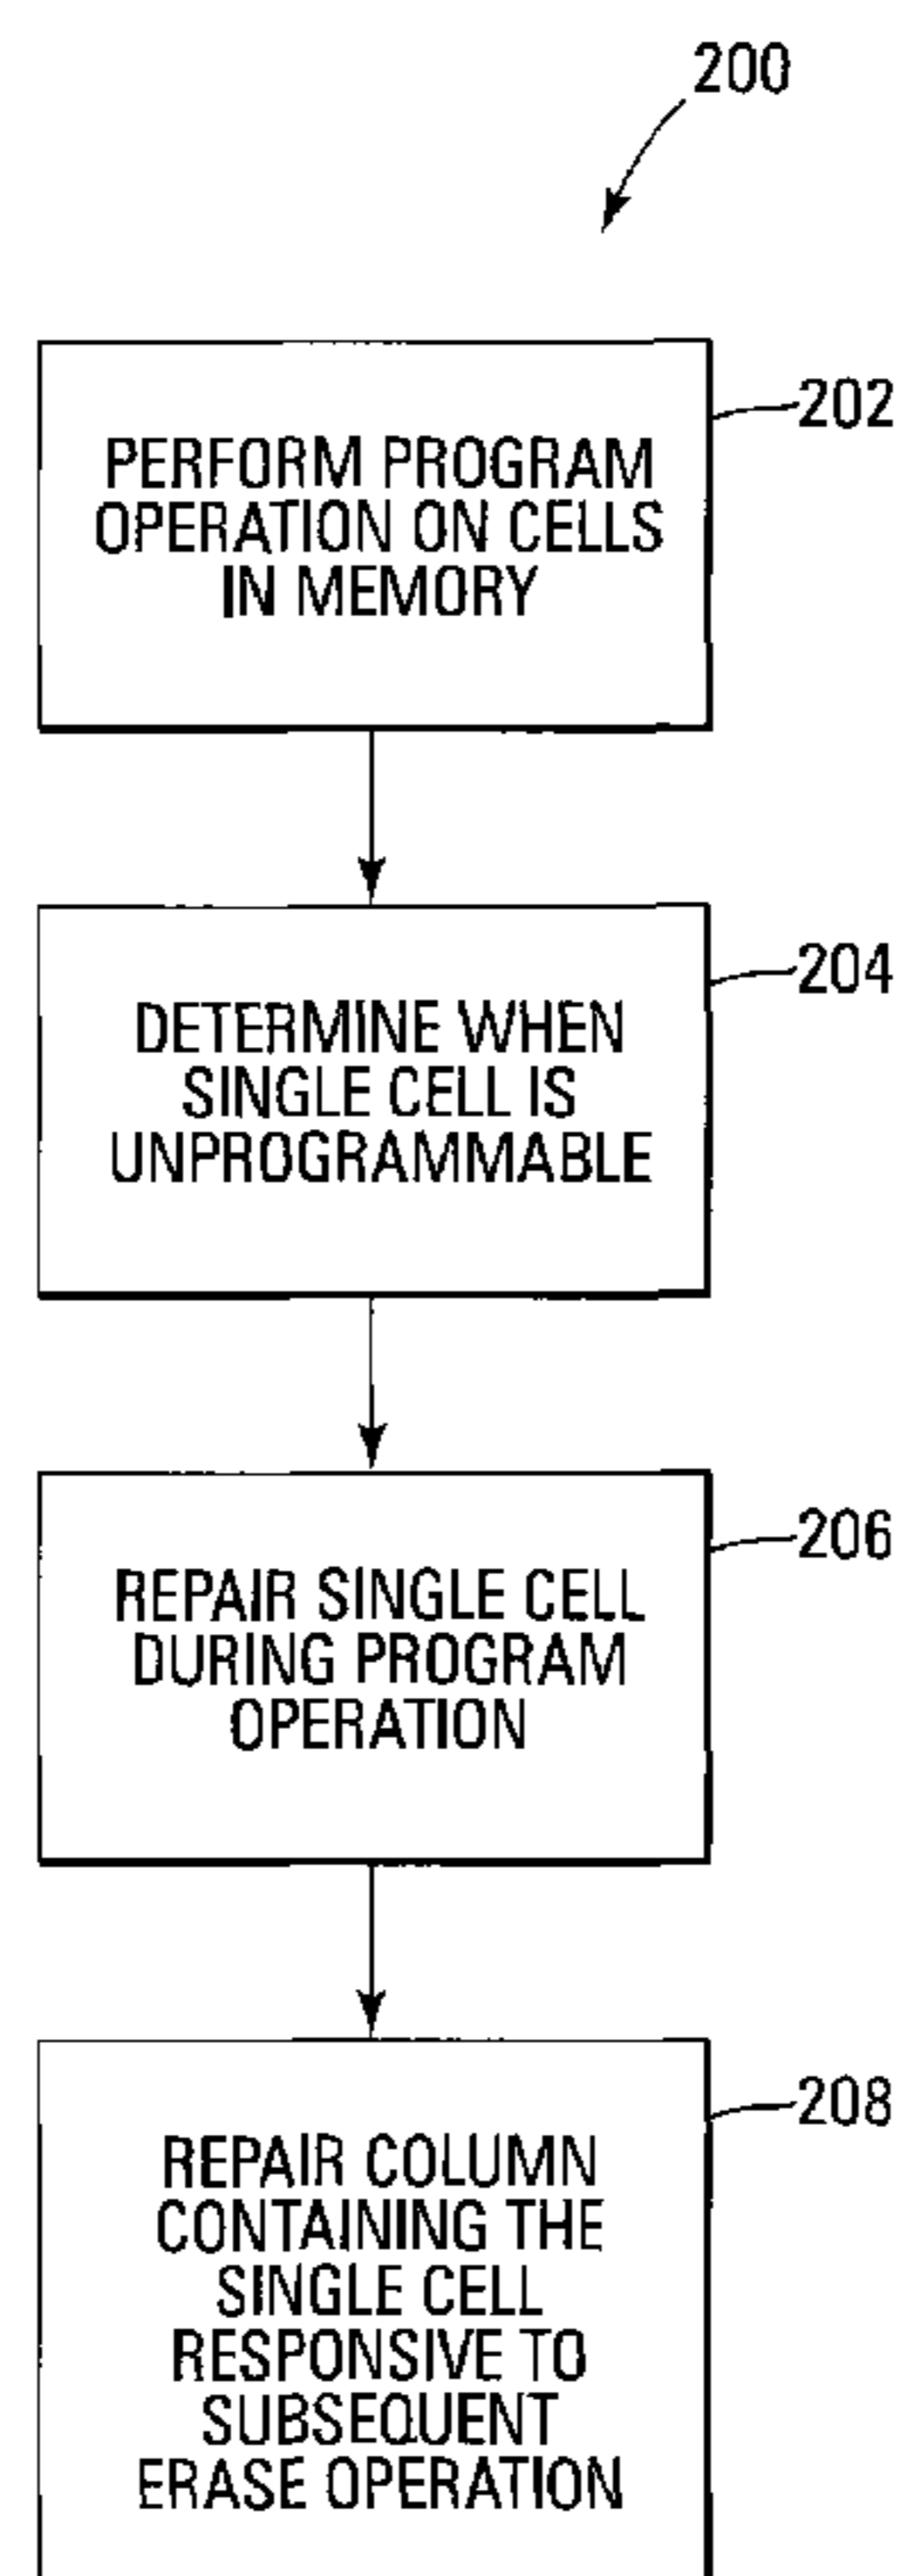 200
202
PERFORM PROGRAM
OPERATION ON CELLS
IN MEMORY
204
DETERMINE WHEN
SINGLE CELL IS
UNPROGRAMMABLE
206
REPAIR SINGLE CELL
DURING PROGRAM
OPERATION
208
REPAIR COLUMN
CONTAINING THE
SINGLE CELL
RESPONSIVE TO
SUBSEQUENT
ERASE OPERATION